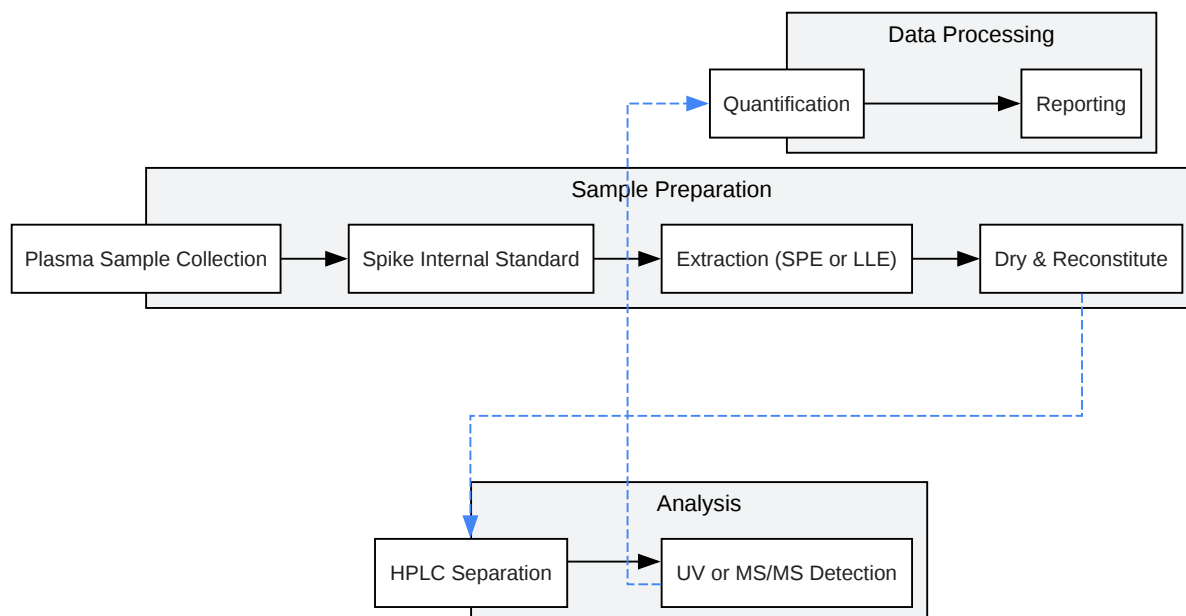 Data Processing
Quantification
Reporting
Sample Preparation
Plasma Sample Collection
Spike Internal Standard
Extraction (SPE or LLE)
Dry & Reconstitute
Analysis
HPLC Separation
UV or MS/MS Detection